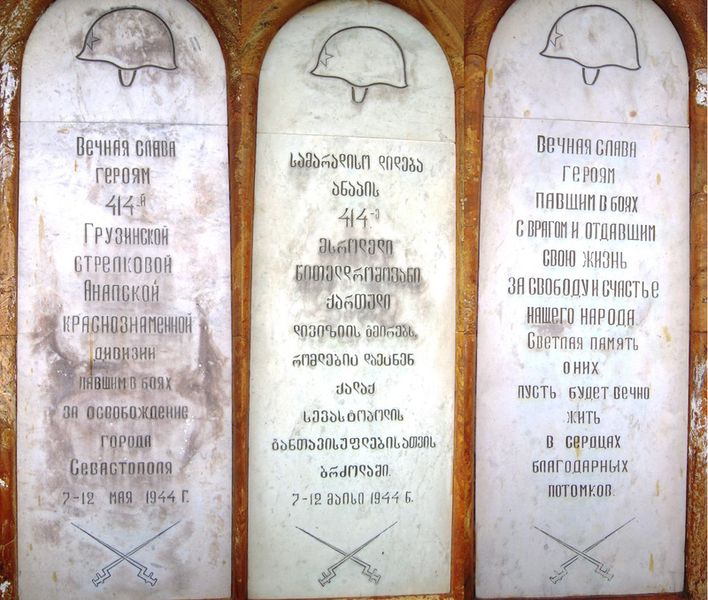 Вечная слава
героям
414-й
Грузинской
стрелковой
Анапской
краснознаменной
дивизии
павшим в боях
за освобождение
города
Севастополя
7-12 мая 1944 г.
სამარადისო დიდება
ანაპის
414-ე
მსროლელი
წითელდროშოვანი
ქართული
დივიზიის გმირებს,
რომლებიც დაეცნენ
ქალაქ
სევასტოპოლის
განთავისუფლებისათვის
ბრძოლაში.
7-12 მაისი 1944 წ.
Вечная слава
героям
павшим в боях
с врагом и отдавшим
свою жизнь
за свободу и счастье
нашего народа.
Светлая память
о них
пусть будет вечно
жить
в сердцах
благодарных
потомков.